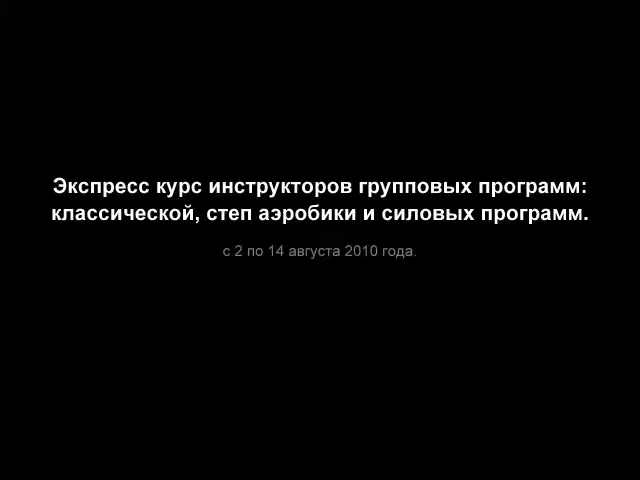 Экспресс курс инструкторов групповых программ:
классической, степ аэробики и силовых программ.
с 2 по 14 августа 2010 года.